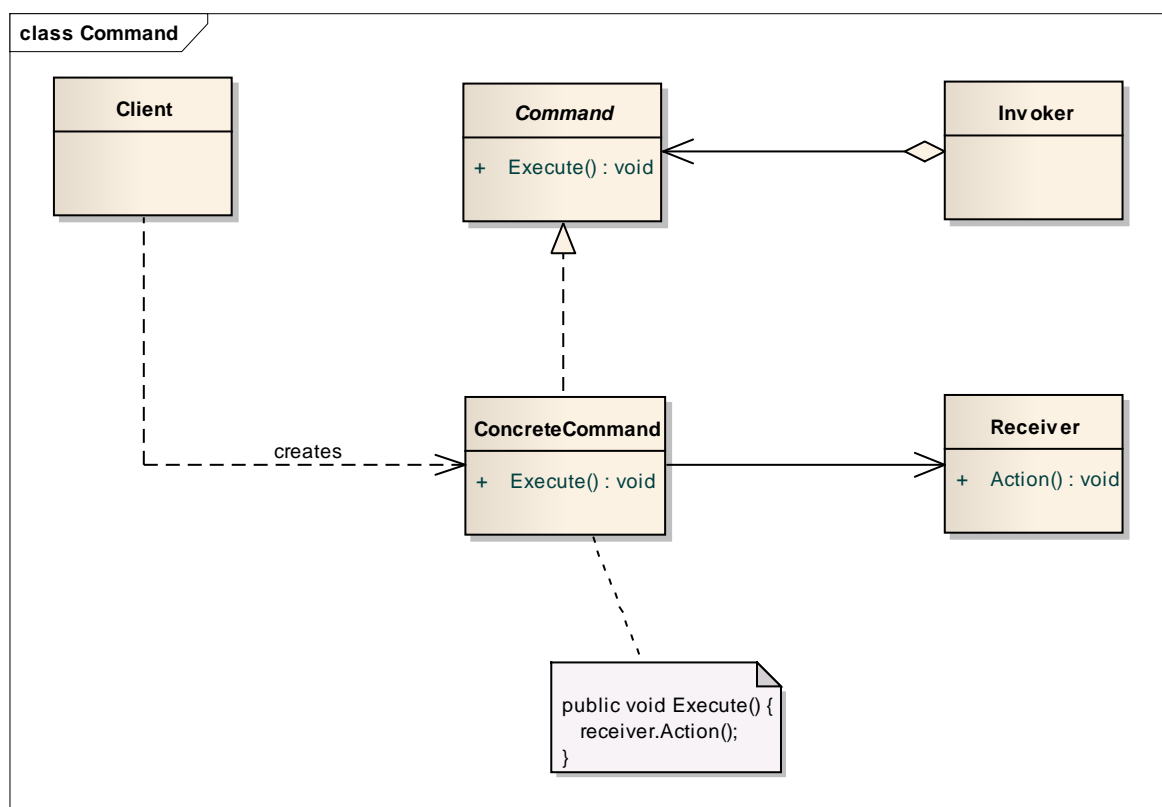 class Command
Client
Command
+ Execute() : void
Invoker
creates
ConcreteCommand
+ Execute() : void
Receiver
+ Action() : void
public void Execute() {
receiver.Action();
}